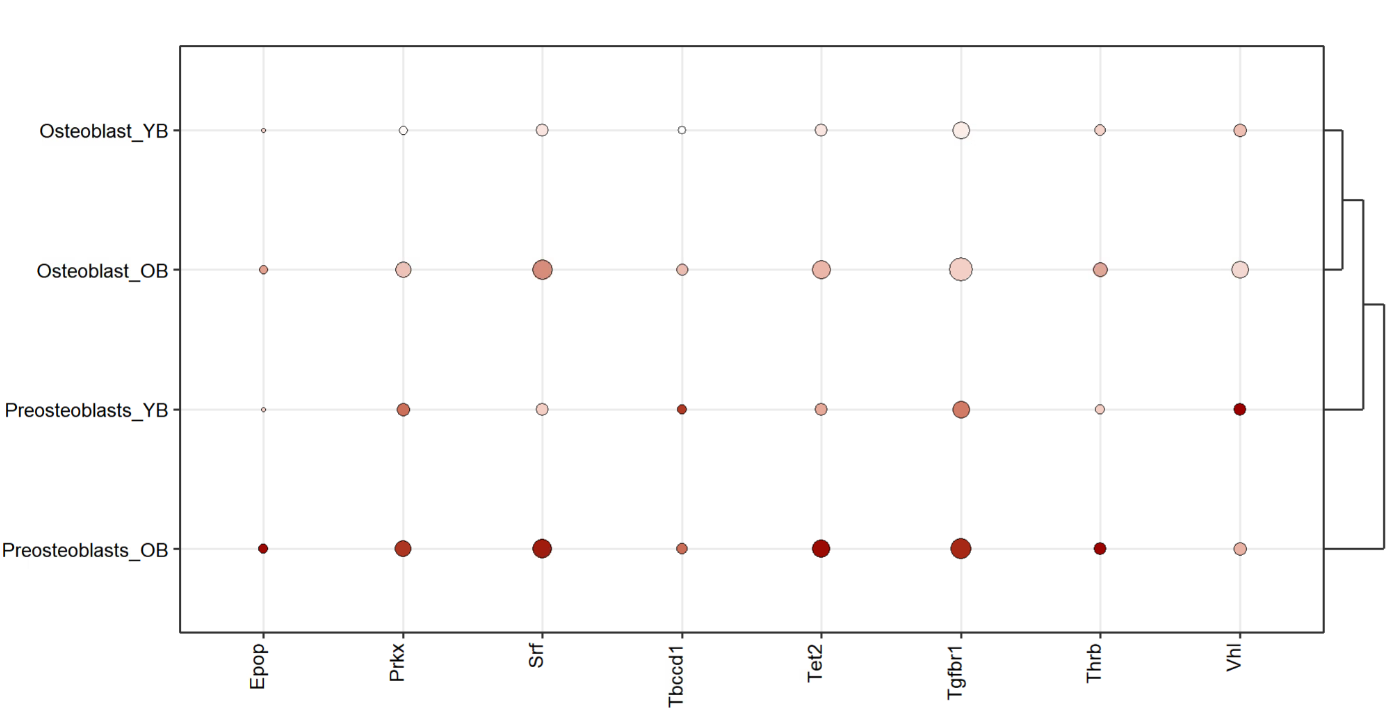 Osteoblast_YB
Osteoblast_OB
Preosteoblasts_YB
Preosteoblasts_OB
Epop
Prkx
Srf
Tbccd1
Tet2
Tgfbr1
Thrb
Vhl